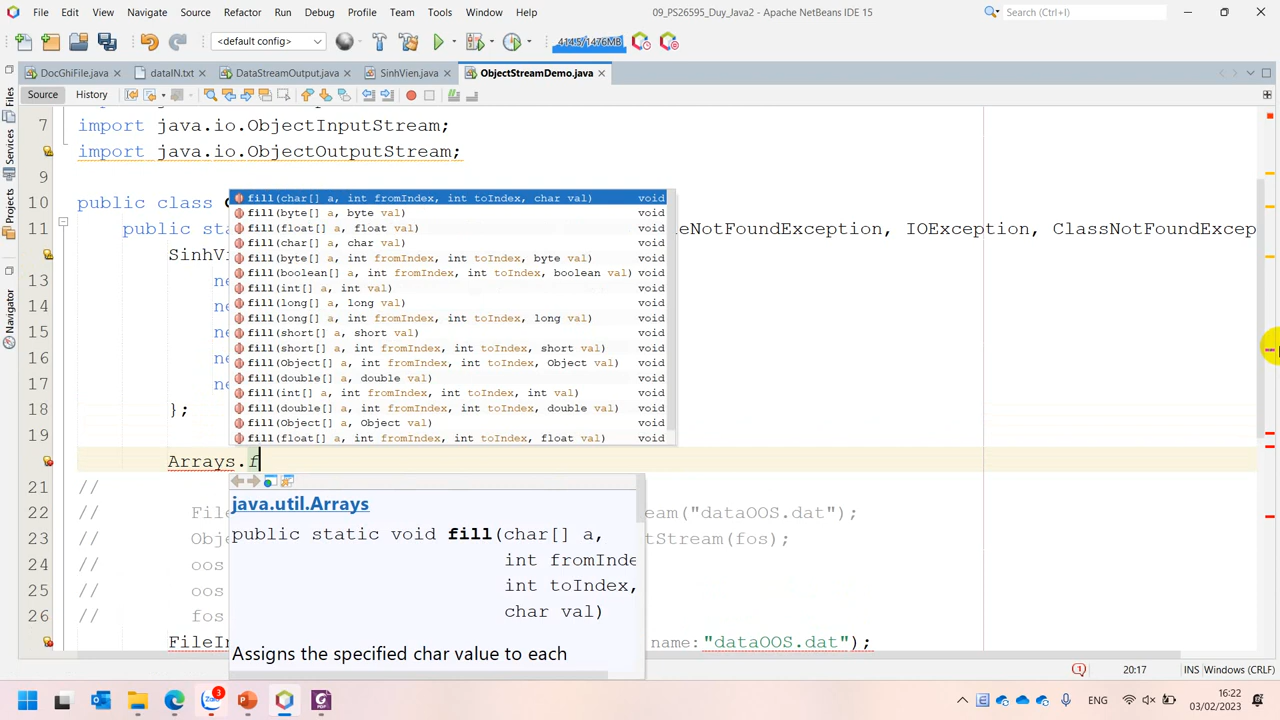 File Edit View Navigate Source Refactor Run Debug Profile Team Tools Window Help
09_PS26595_Duy_Java2 - Apache NetBeans IDE 15
Search (Ctrl+I)
<default config>
414.5/1476MB
DocGhiFile.java
dataIN.txt
DataStreamOutput.java
SinhVien.java
ObjectStreamDemo.java
Source History
Files
Services
Projects
Navigator
7 import java.io.ObjectInputStream;
8 import java.io.ObjectOutputStream;
9
10 public class
11 public sta eNotFoundException, IOException, ClassNotFoundExcep
SinhVi
ne
14 ne
15 ne
16 ne
17 ne
18 };
19
Arrays.f
21 //
22 // File eam("dataOOS.dat");
23 // Obje tStream(fos);
24 // oos
25 // oos
26 // fos
FileIn name:"dataOOS.dat");
fill(char[] a, int fromIndex, int toIndex, char val) void
fill(byte[] a, byte val) void
fill(float[] a, float val) void
fill(char[] a, char val) void
fill(byte[] a, int fromIndex, int toIndex, byte val) void
fill(boolean[] a, int fromIndex, int toIndex, boolean val) void
fill(int[] a, int val) void
fill(long[] a, long val) void
fill(long[] a, int fromIndex, int toIndex, long val) void
fill(short[] a, short val) void
fill(short[] a, int fromIndex, int toIndex, short val) void
fill(Object[] a, int fromIndex, int toIndex, Object val) void
fill(double[] a, double val) void
fill(int[] a, int fromIndex, int toIndex, int val) void
fill(double[] a, int fromIndex, int toIndex, double val) void
fill(Object[] a, Object val) void
fill(float[] a, int fromIndex, int toIndex, float val) void
java.util.Arrays
public static void fill(char[] a,
int fromInde
int toIndex,
char val)
Assigns the specified char value to each
1
20:17
INS
Windows (CRLF)
3
ENG
16:22
03/02/2023